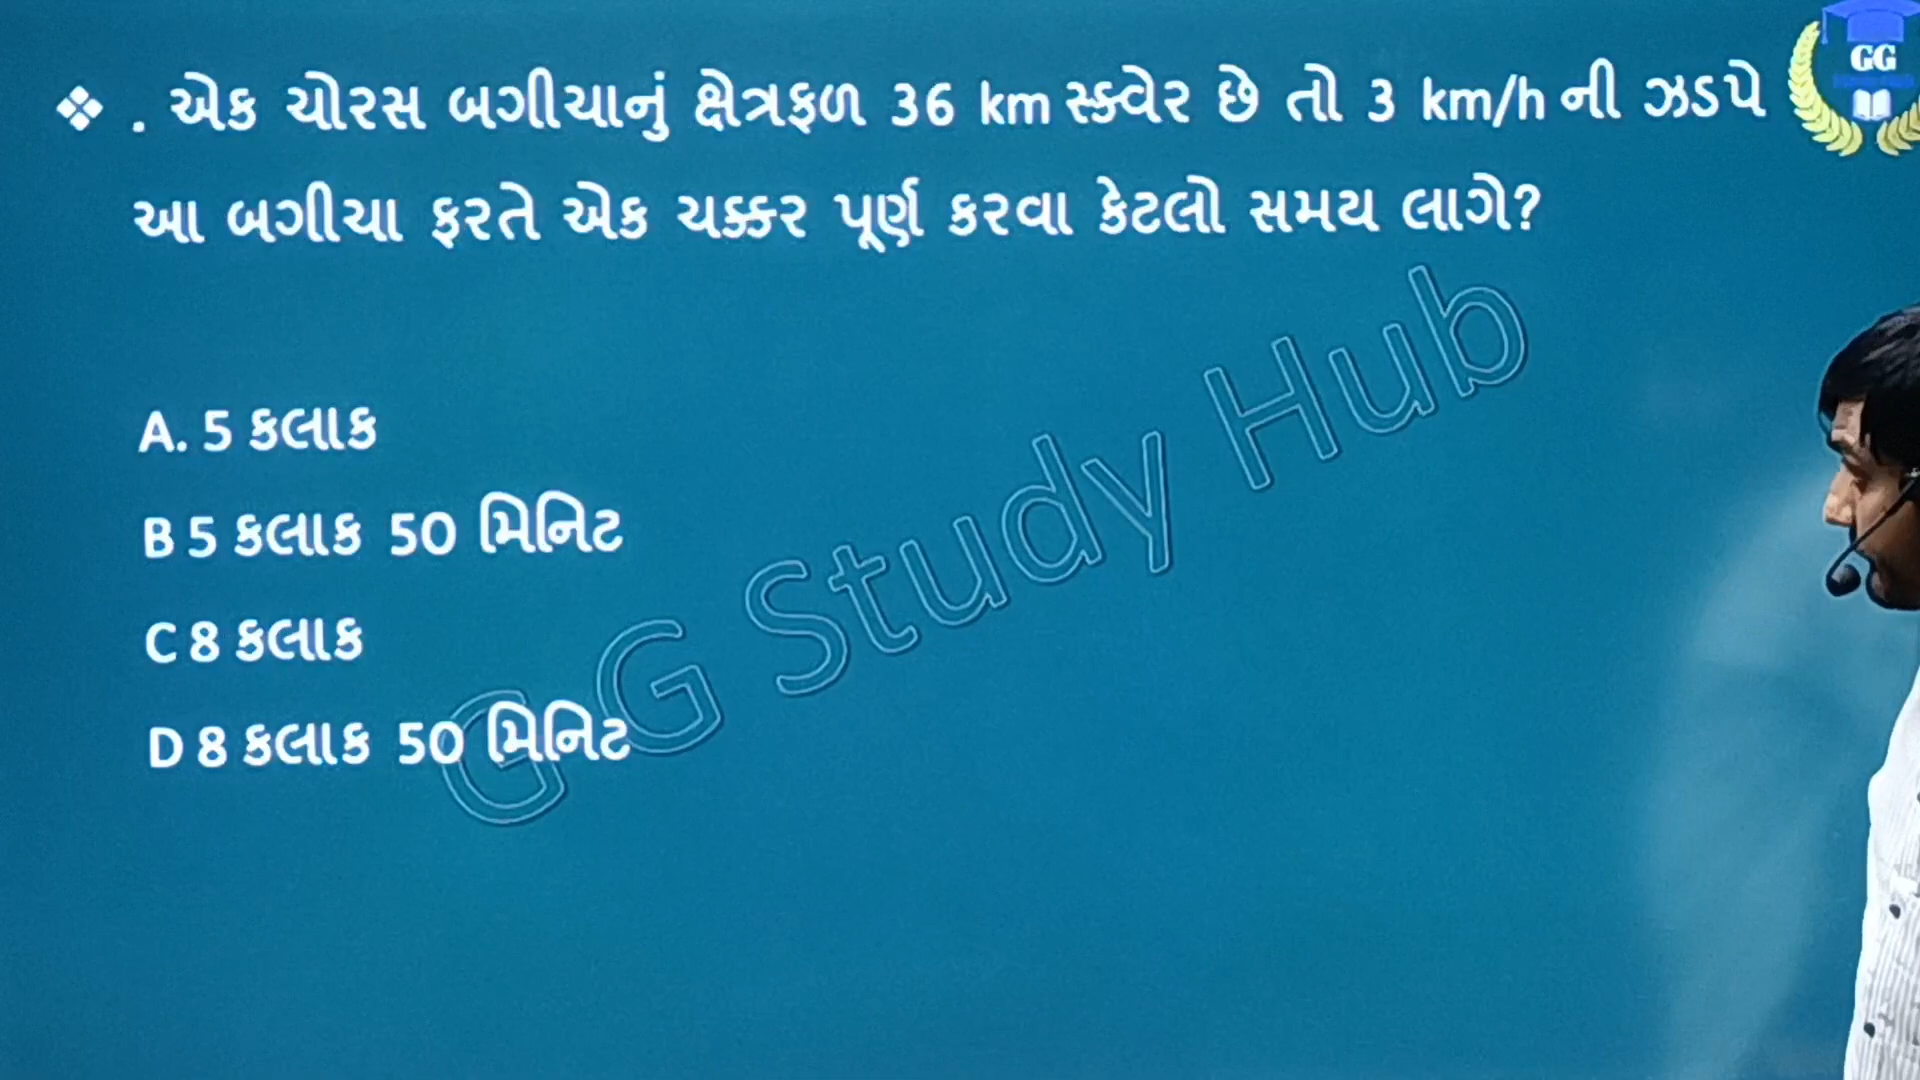 GG
❖ . એક ચોરસ બગીચાનું ક્ષેત્રફળ 36 km સ્ક્વેર છે તો 3 km/h ની ઝડપે
આ બગીચા ફરતે એક ચક્કર પૂર્ણ કરવા કેટલો સમય લાગે?
A. 5 કલાક
B 5 કલાક 50 મિનિટ
C 8 કલાક
D 8 કલાક 50 મિનિટ
G G Study Hub